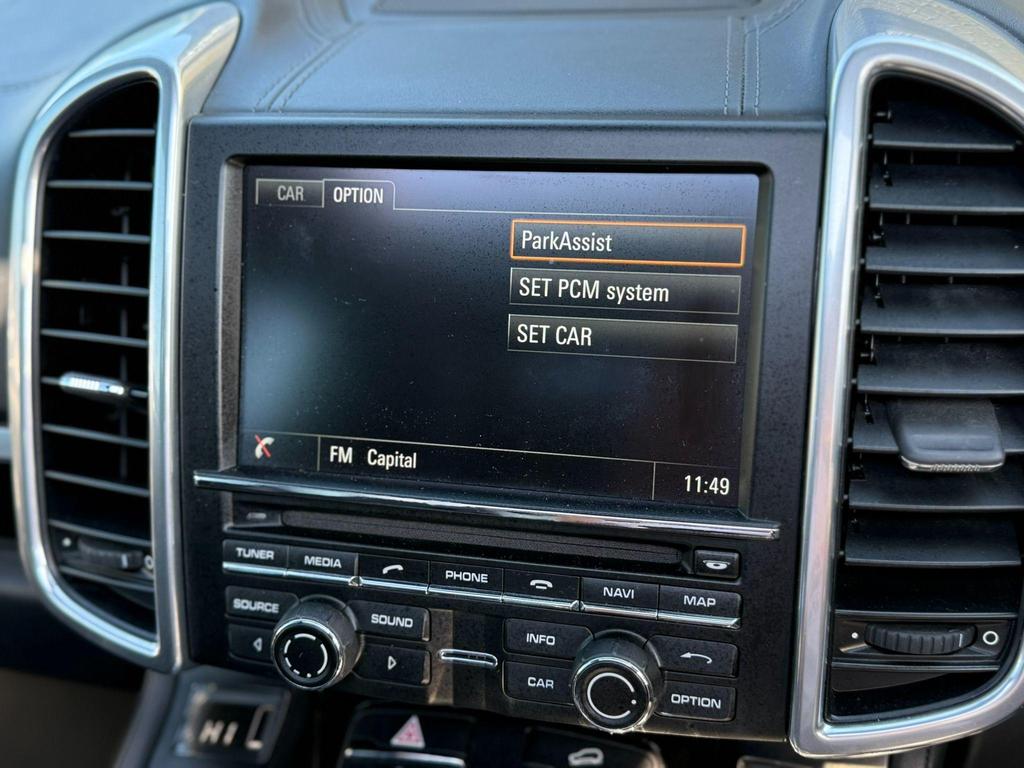 CAR OPTION
ParkAssist
SET PCM system
SET CAR
FM Capital
11:49
TUNER MEDIA PHONE NAVI MAP
SOURCE SOUND INFO
CAR OPTION
HI